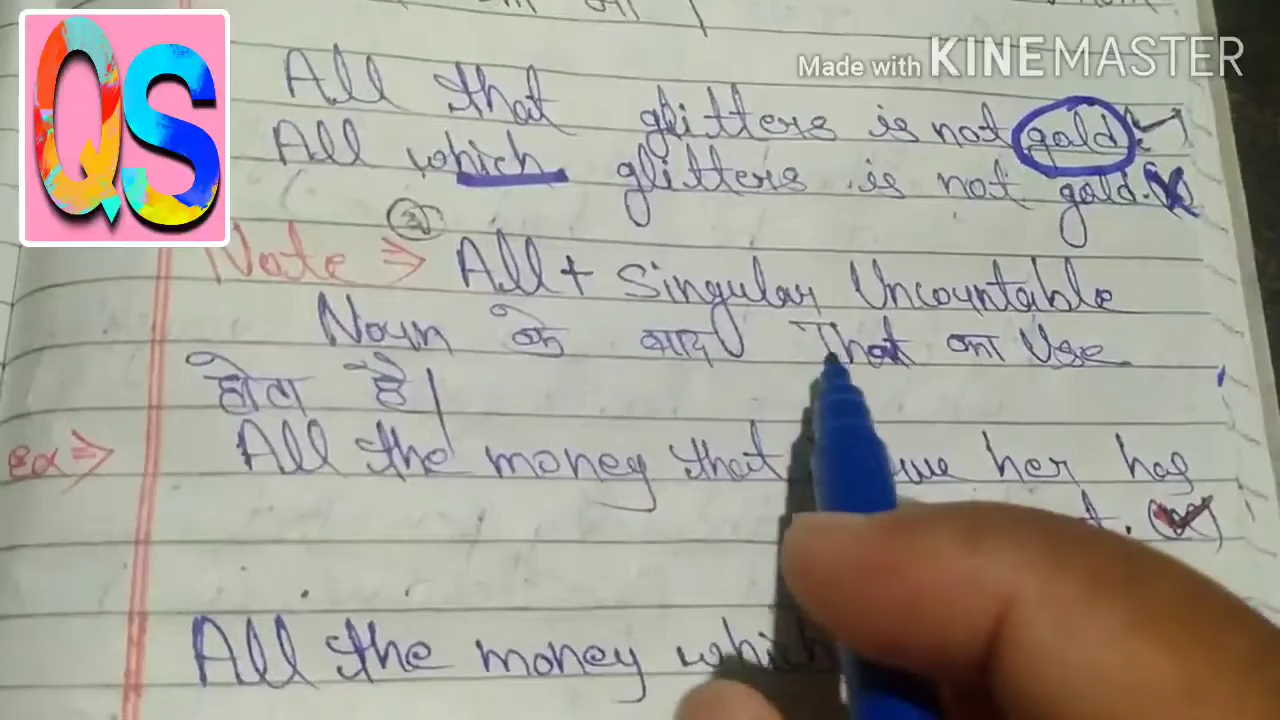 QS
Made with KINEMASTER
All that glitters is not gold. ✓
All which glitters is not gold. ×
Note ⇒ All + Singular Uncountable
Noun के बाद That का Use
होता है।
ex ⇒ All the money that her has
All the money which